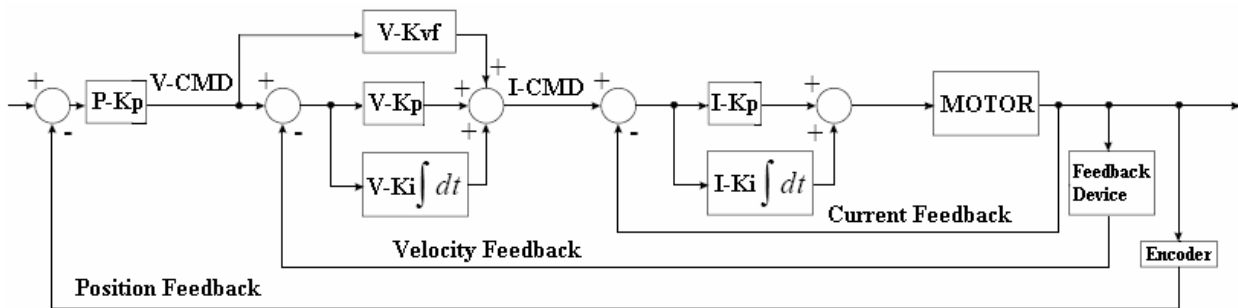 V-Kvf
+
+ V-CMD + + I-CMD + +
P-Kp V-Kp I-Kp MOTOR
- - + - +
V-Ki∫ dt I-Ki∫ dt Feedback
Device
Current Feedback
Velocity Feedback Encoder
Position Feedback